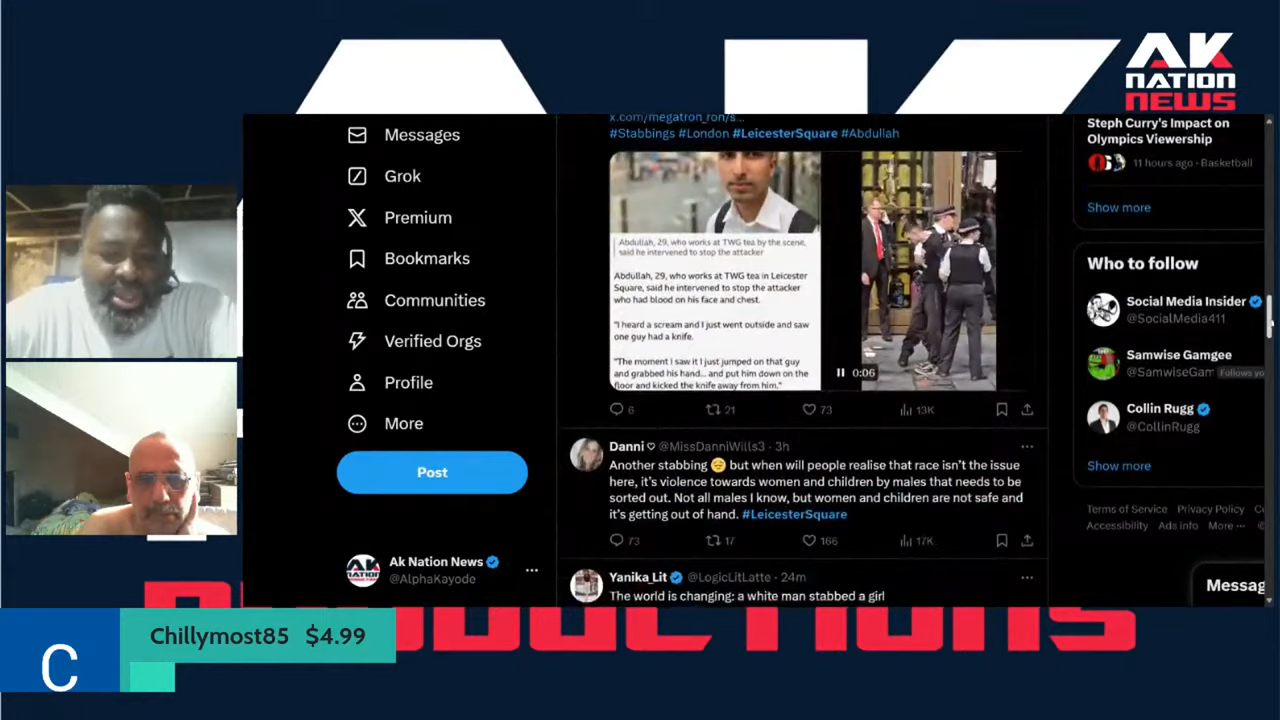 AK
NATION
NEWS
Messages
Grok
Premium
Bookmarks
Communities
Verified Orgs
Profile
More
Post
Ak Nation News
@AlphaKayode
x.com/megatron_ron/s...
#Stabbings #London #LeicesterSquare #Abdullah
Abdullah, 29, who works at TWG tea by the scene,
said he intervened to stop the attacker
Abdullah, 29, who works at TWG tea in Leicester
Square, said he intervened to stop the attacker
who had blood on his face and chest.
"I heard a scream and I just went outside and saw
one guy had a knife.
"The moment I saw it I just jumped on that guy
and grabbed his hand... and put him down on the
floor and kicked the knife away from him."
0:06
6 21 73 13K
Danni @MissDanniWills3 · 3h
Another stabbing 😔 but when will people realise that race isn't the issue
here, it's violence towards women and children by males that needs to be
sorted out. Not all males I know, but women and children are not safe and
it's getting out of hand. #LeicesterSquare
73 17 166 17K
Yanika_Lit @LogicLitLatte · 24m
The world is changing: a white man stabbed a girl
Steph Curry's Impact on
Olympics Viewership
11 hours ago · Basketball
Show more
Who to follow
Social Media Insider
@SocialMedia411
Samwise Gamgee
@SamwiseGam Follows yo
Collin Rugg
@CollinRugg
Show more
Terms of Service Privacy Policy
Accessibility Ads info More ...
Messag
C
Chillymost85 $4.99